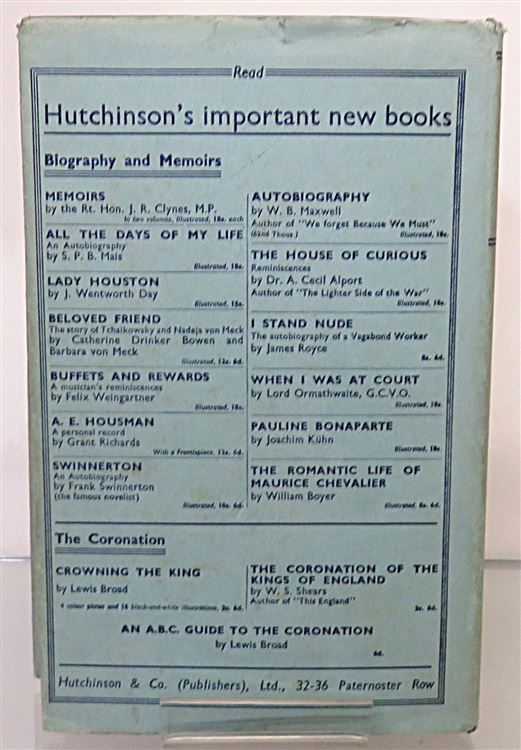 Read
Hutchinson's important new books
Biography and Memoirs
MEMOIRS
by the Rt. Hon. J. R. Clynes, M.P.
In two volumes, Illustrated, 18s. each
ALL THE DAYS OF MY LIFE
An Autobiography
by S. P. B. Mais
Illustrated, 18s.
LADY HOUSTON
by J. Wentworth Day
Illustrated, 15s.
BELOVED FRIEND
The story of Tchaikowsky and Nadeja von Meck
by Catherine Drinker Bowen and
Barbara von Meck
Illustrated, 12s. 6d.
BUFFETS AND REWARDS
A musician's reminiscences
by Felix Weingartner
Illustrated, 18s.
A. E. HOUSMAN
A personal record
by Grant Richards
With a Frontispiece, 12s. 6d.
SWINNERTON
An Autobiography
by Frank Swinnerton
(the famous novelist)
Illustrated, 10s. 6d.
AUTOBIOGRAPHY
by W. B. Maxwell
Author of "We forget Because We Must"
(62nd Thous.) Illustrated, 18s.
THE HOUSE OF CURIOUS
Reminiscences
by Dr. A. Cecil Alport
Author of "The Lighter Side of the War"
Illustrated, 18s.
I STAND NUDE
The autobiography of a Vagabond Worker
by James Royce
8s. 6d.
WHEN I WAS AT COURT
by Lord Ormathwaite, G.C.V.O.
Illustrated, 18s.
PAULINE BONAPARTE
by Joachim Kühn
Illustrated, 18s.
THE ROMANTIC LIFE OF
MAURICE CHEVALIER
by William Boyer
Illustrated, 8s. 6d.
The Coronation
CROWNING THE KING
by Lewis Broad
4 colour plates and 16 black-and-white illustrations, 2s. 6d.
THE CORONATION OF THE
KINGS OF ENGLAND
by W. S. Shears
Author of "This England"
2s. 6d.
AN A.B.C. GUIDE TO THE CORONATION
by Lewis Broad
6d.
Hutchinson & Co. (Publishers), Ltd., 32-36 Paternoster Row